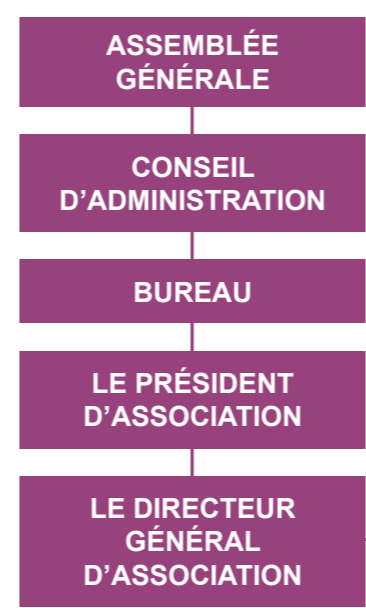 ASSEMBLÉE
GÉNÉRALE
CONSEIL
D'ADMINISTRATION
BUREAU
LE PRÉSIDENT
D'ASSOCIATION
LE DIRECTEUR
GÉNÉRAL
D'ASSOCIATION